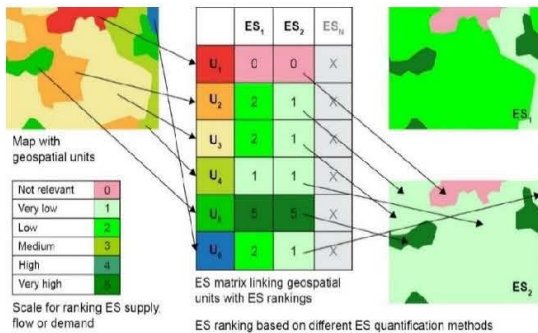 ES1 ES2 ESN
U1 0 0 X
U2 2 1 X
U3 2 1 X
U4 1 1 X
U5 5 5 X
U6 2 1 X
Map with
geospatial units
Not relevant 0
Very low 1
Low 2
Medium 3
High 4
Very high 5
Scale for ranking ES supply,
flow or demand
ES matrix linking geospatial
units with ES rankings
ES1
ES2
ES ranking based on different ES quantification methods